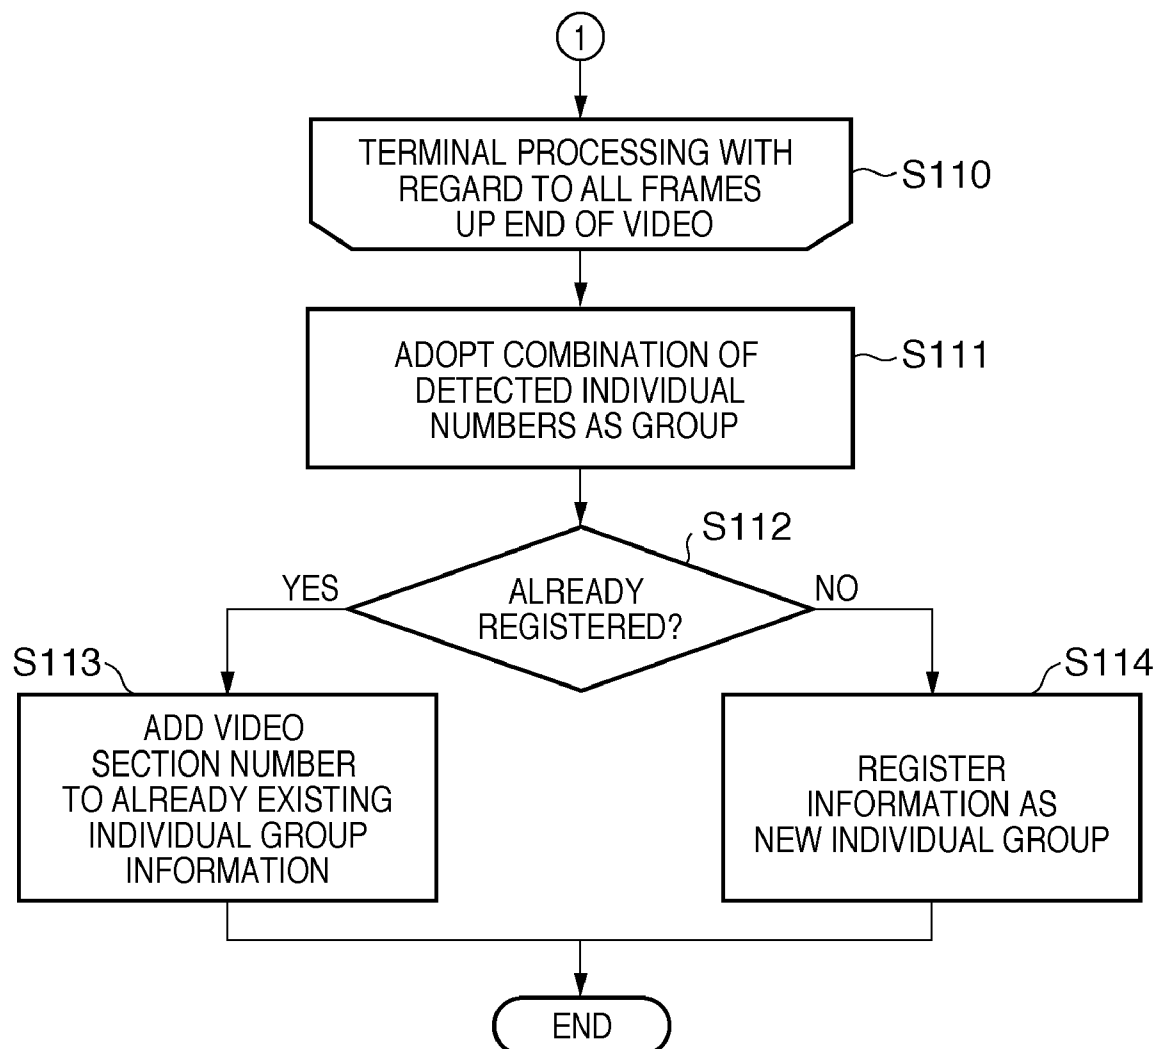 1
TERMINAL PROCESSING WITH
REGARD TO ALL FRAMES
UP END OF VIDEO
S110
ADOPT COMBINATION OF
DETECTED INDIVIDUAL
NUMBERS AS GROUP
S111
S112
ALREADY
REGISTERED?
YES
NO
S113
ADD VIDEO
SECTION NUMBER
TO ALREADY EXISTING
INDIVIDUAL GROUP
INFORMATION
S114
REGISTER
INFORMATION AS
NEW INDIVIDUAL GROUP
END